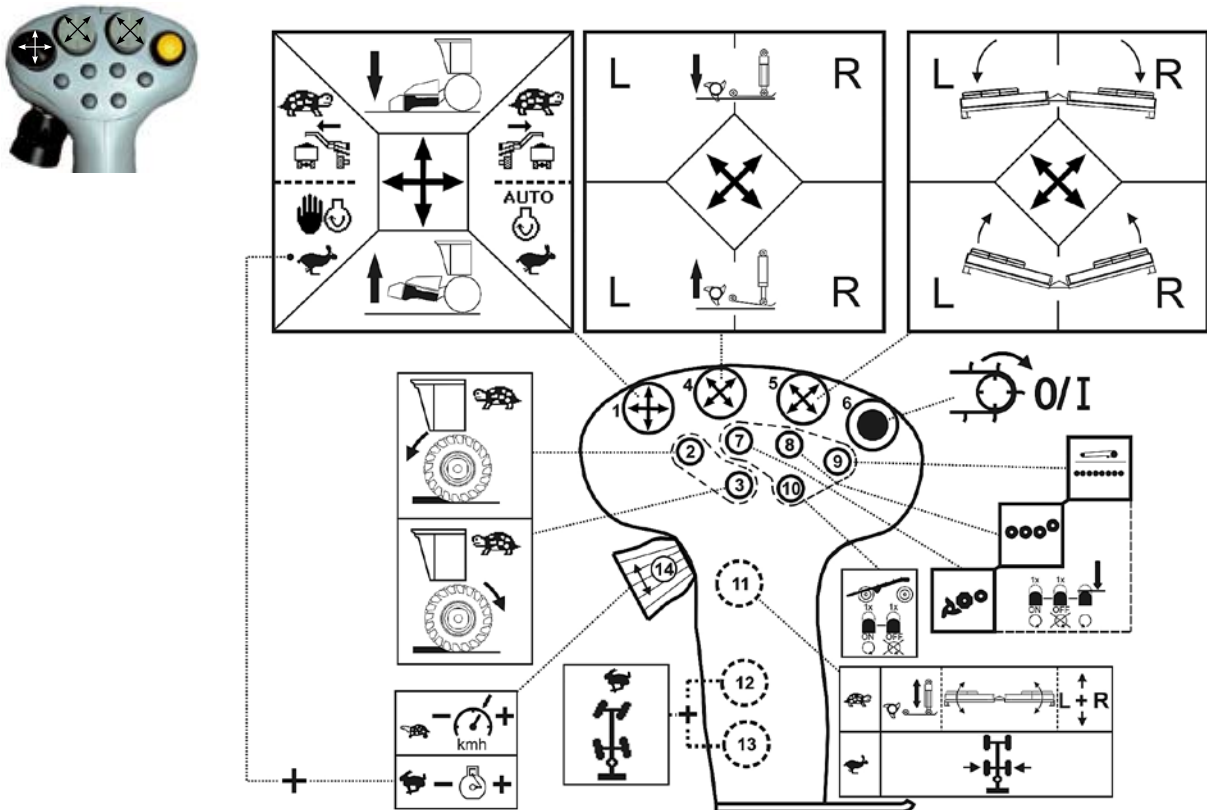 L R L R
AUTO
L R L R
4 5
1 6 0/I
7
2 8
9
3 10
14 11
1x 1x
1x 1x ON OFF
ON OFF
12
L + R
- +
kmh + 13
+ - +